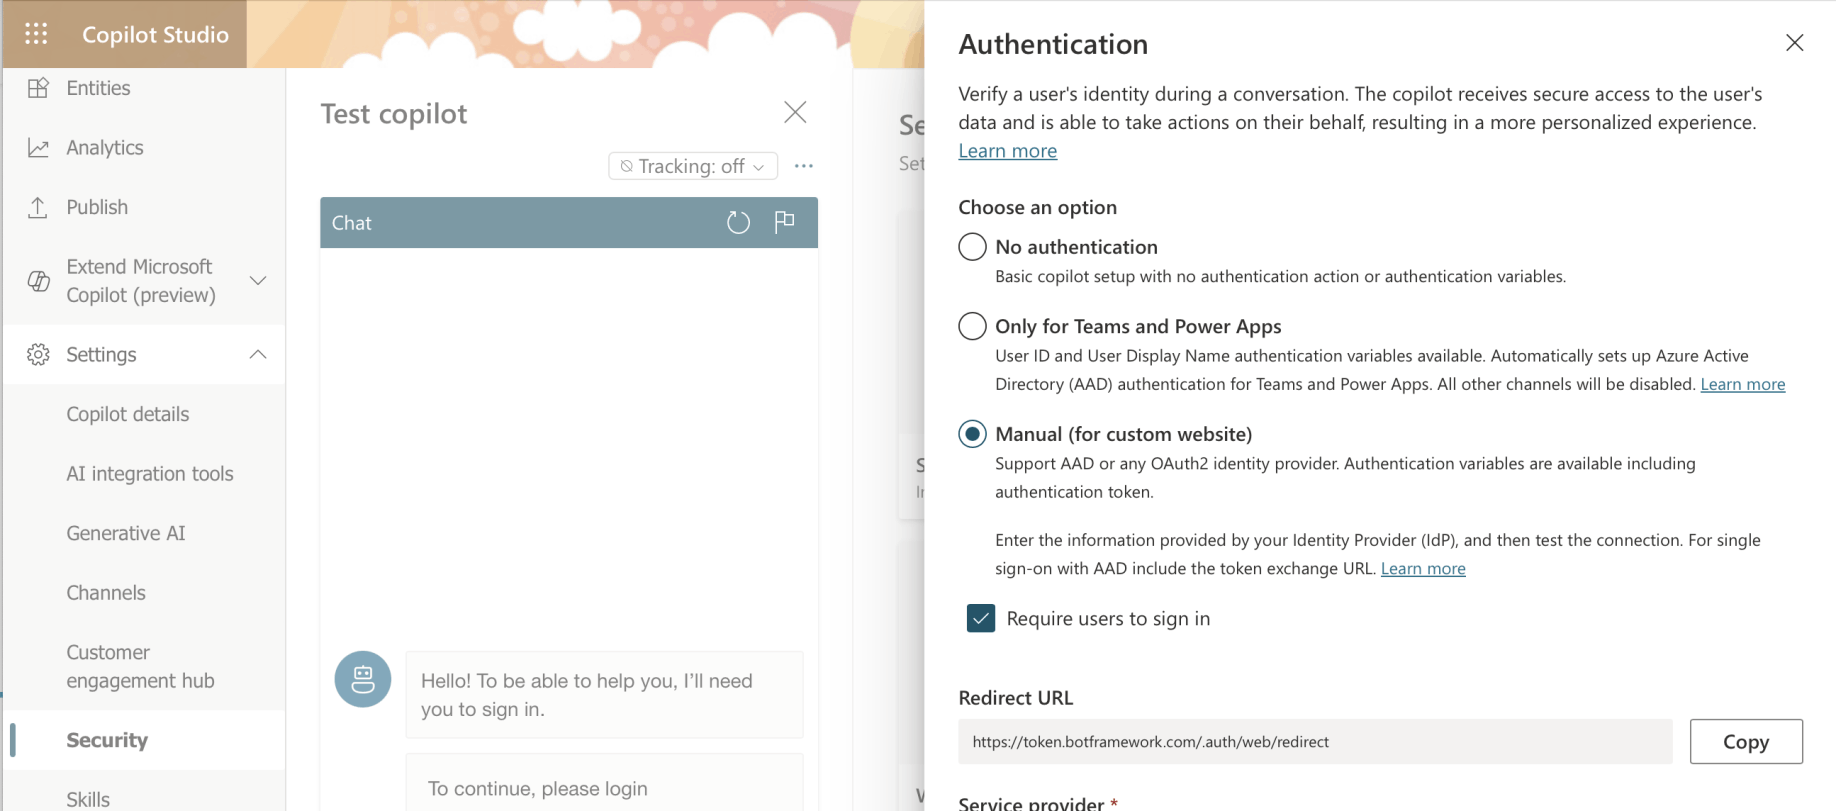 Copilot Studio
Entities
Analytics
Publish
Extend Microsoft
Copilot (preview)
Settings
Copilot details
AI integration tools
Generative AI
Channels
Customer
engagement hub
Security
Skills
Test copilot
Tracking: off
Chat
Hello! To be able to help you, I’ll need
you to sign in.
To continue, please login
Se
Set
Authentication
Verify a user's identity during a conversation. The copilot receives secure access to the user's
data and is able to take actions on their behalf, resulting in a more personalized experience.
Learn more
Choose an option
No authentication
Basic copilot setup with no authentication action or authentication variables.
Only for Teams and Power Apps
User ID and User Display Name authentication variables available. Automatically sets up Azure Active
Directory (AAD) authentication for Teams and Power Apps. All other channels will be disabled. Learn more
Manual (for custom website)
Support AAD or any OAuth2 identity provider. Authentication variables are available including
authentication token.
Enter the information provided by your Identity Provider (IdP), and then test the connection. For single
sign-on with AAD include the token exchange URL. Learn more
Require users to sign in
Redirect URL
https://token.botframework.com/.auth/web/redirect
Copy
Service provider *